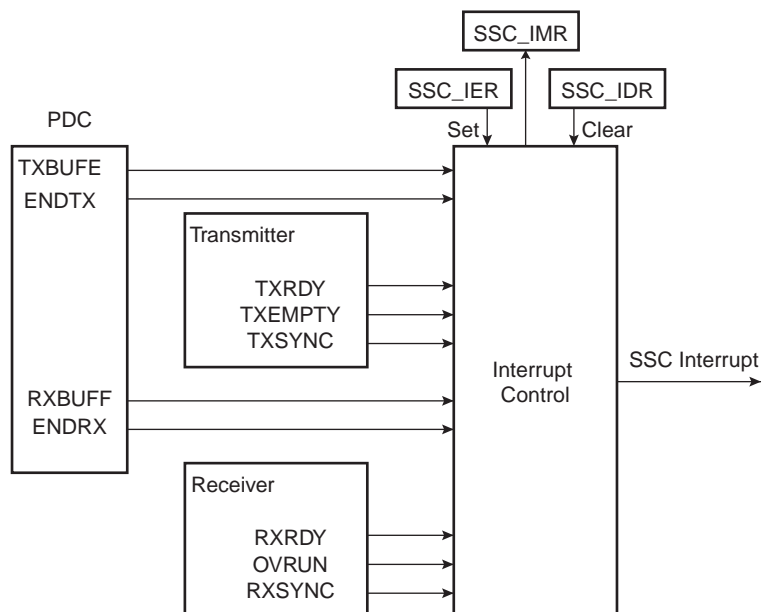 SSC_IMR
SSC_IER
SSC_IDR
Set
Clear
PDC
TXBUFE
ENDTX
Transmitter
TXRDY
TXEMPTY
TXSYNC
RXBUFF
ENDRX
Interrupt
Control
SSC Interrupt
Receiver
RXRDY
OVRUN
RXSYNC